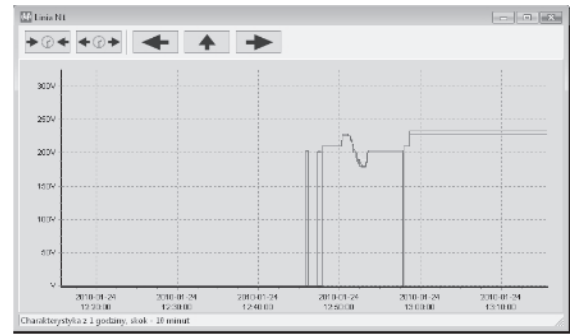 Linia N1
300V
250V
200V
150V
100V
50V
V
2010-01-24 2010-01-24 2010-01-24 2010-01-24 2010-01-24 2010-01-24
12:20:00 12:30:00 12:40:00 12:50:00 13:00:00 13:10:00
Charakterystyka z 1 godziny, skok - 10 minut